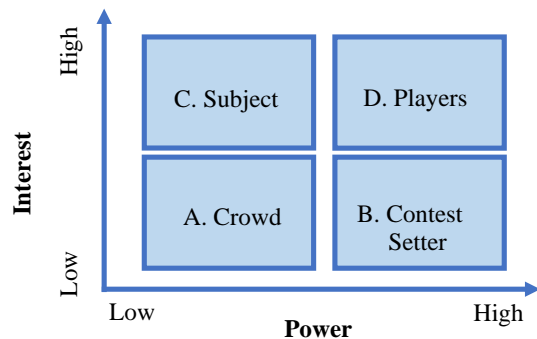 High
C. Subject
D. Players
Interest
A. Crowd
B. Contest
Setter
Low
Low
High
Power